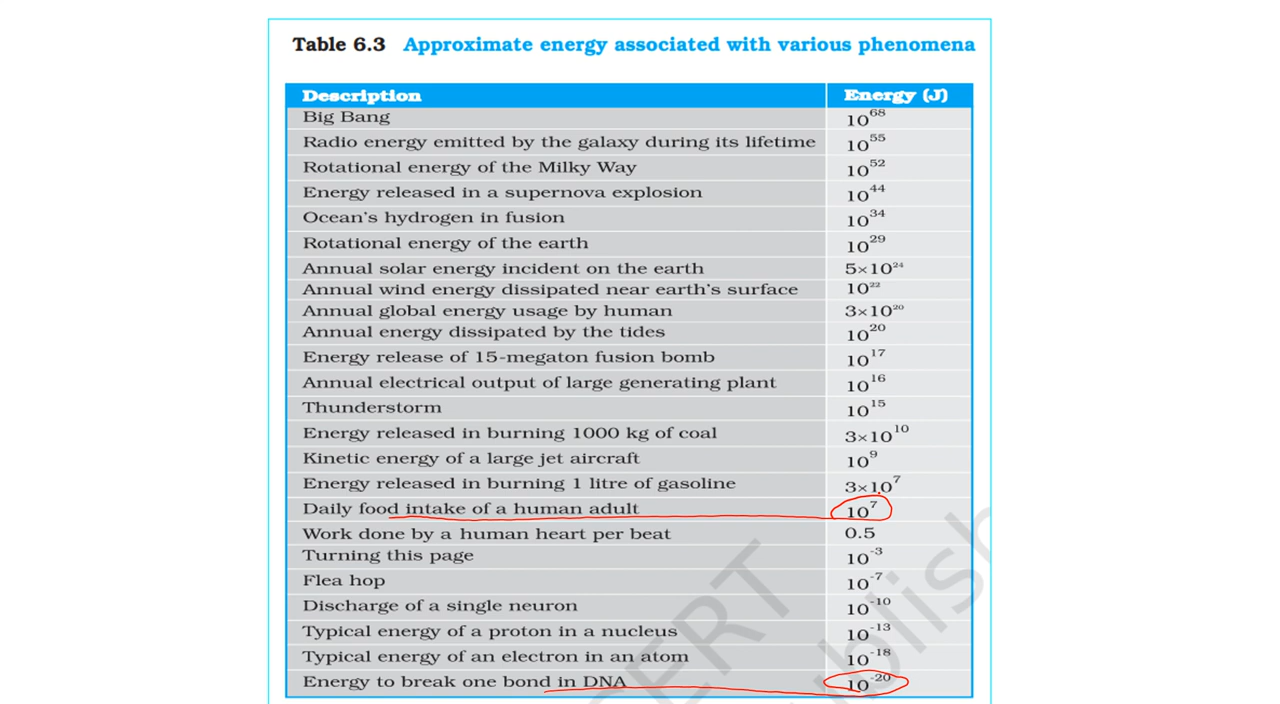 Table 6.3 Approximate energy associated with various phenomena
Description Energy (J)
Big Bang 10^68
Radio energy emitted by the galaxy during its lifetime 10^55
Rotational energy of the Milky Way 10^52
Energy released in a supernova explosion 10^44
Ocean's hydrogen in fusion 10^34
Rotational energy of the earth 10^29
Annual solar energy incident on the earth 5×10^24
Annual wind energy dissipated near earth's surface 10^22
Annual global energy usage by human 3×10^20
Annual energy dissipated by the tides 10^20
Energy release of 15-megaton fusion bomb 10^17
Annual electrical output of large generating plant 10^16
Thunderstorm 10^15
Energy released in burning 1000 kg of coal 3×10^10
Kinetic energy of a large jet aircraft 10^9
Energy released in burning 1 litre of gasoline 3×10^7
Daily food intake of a human adult 10^7
Work done by a human heart per beat 0.5
Turning this page 10^-3
Flea hop 10^-7
Discharge of a single neuron 10^-10
Typical energy of a proton in a nucleus 10^-13
Typical energy of an electron in an atom 10^-18
Energy to break one bond in DNA 10^-20